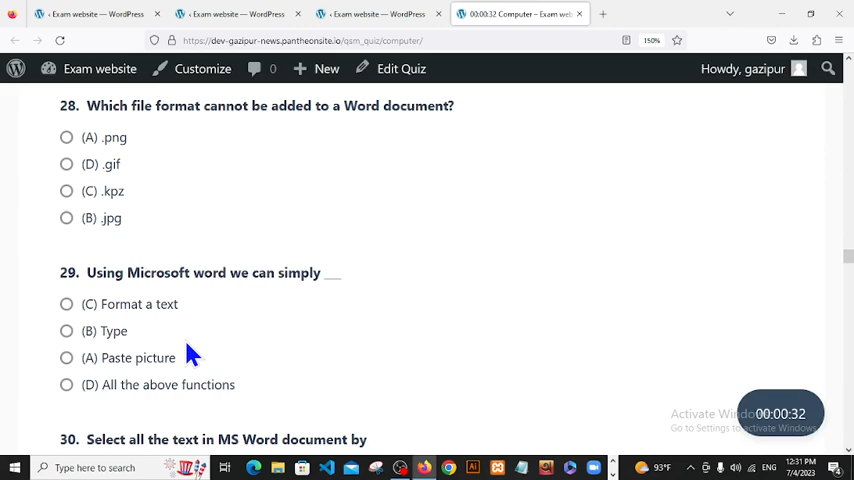 ‹ Exam website — WordPress
‹ Exam website — WordPress
‹ Exam website — WordPress
00:00:32 Computer – Exam web
https://dev-gazipur-news.pantheonsite.io/qsm_quiz/computer/
150%
Exam website
Customize
0
New
Edit Quiz
Howdy, gazipur
28. Which file format cannot be added to a Word document?
(A) .png
(D) .gif
(C) .kpz
(B) .jpg
29. Using Microsoft word we can simply ___
(C) Format a text
(B) Type
(A) Paste picture
(D) All the above functions
00:00:32
Activate Windo
Go to Settings to activate Windows.
30. Select all the text in MS Word document by
Type here to search
93°F
ENG
12:31 PM
7/4/2023
4